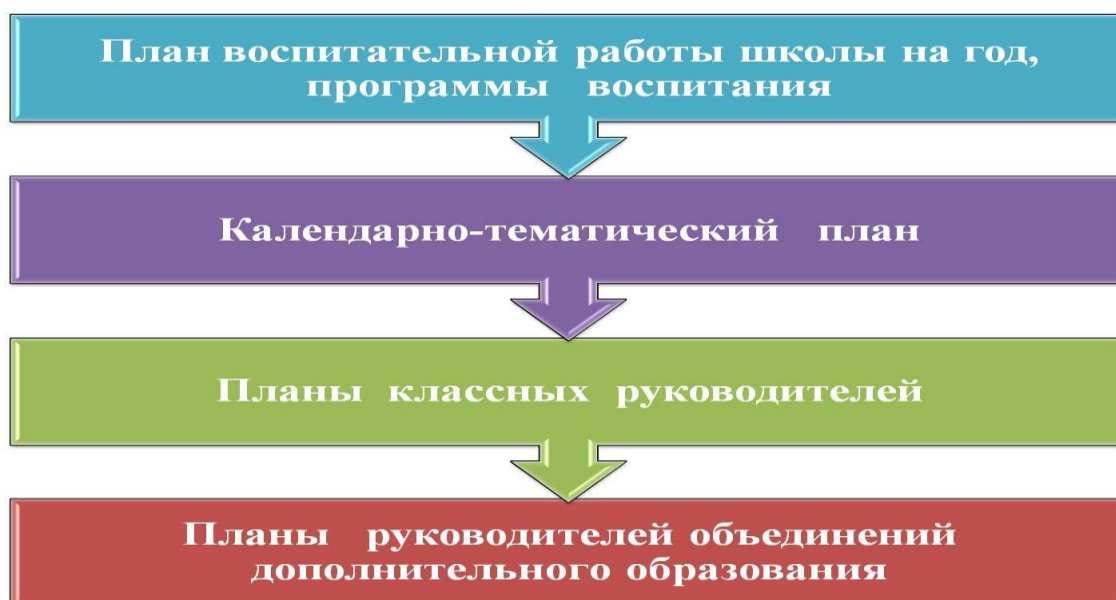 План воспитательной работы школы на год,
программы воспитания
Календарно-тематический план
Планы классных руководителей
Планы руководителей объединений
дополнительного образования